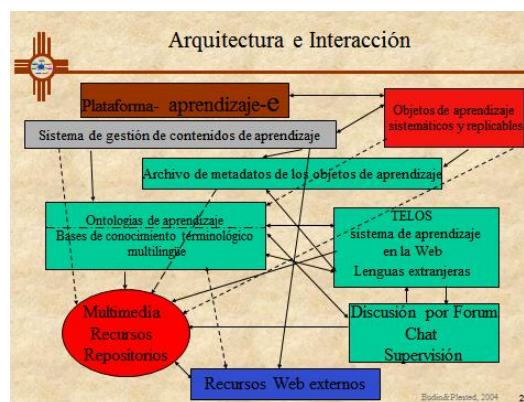 Arquitectura e Interacción
Plataforma- aprendizaje-e
Objetos de aprendizaje
sistemáticos y replicables
Sistema de gestión de contenidos de aprendizaje
Archivo de metadatos de los objetos de aprendizaje
Ontologías de aprendizaje
Bases de conocimiento terminológico
multilingüe
TELOS
sistema de aprendizaje
en la Web
Lenguas extranjeras
Multimedia
Recursos
Repositorios
Discusión por Forum
Chat
Supervisión
Recursos Web externos
Budin&Plested, 2004 2